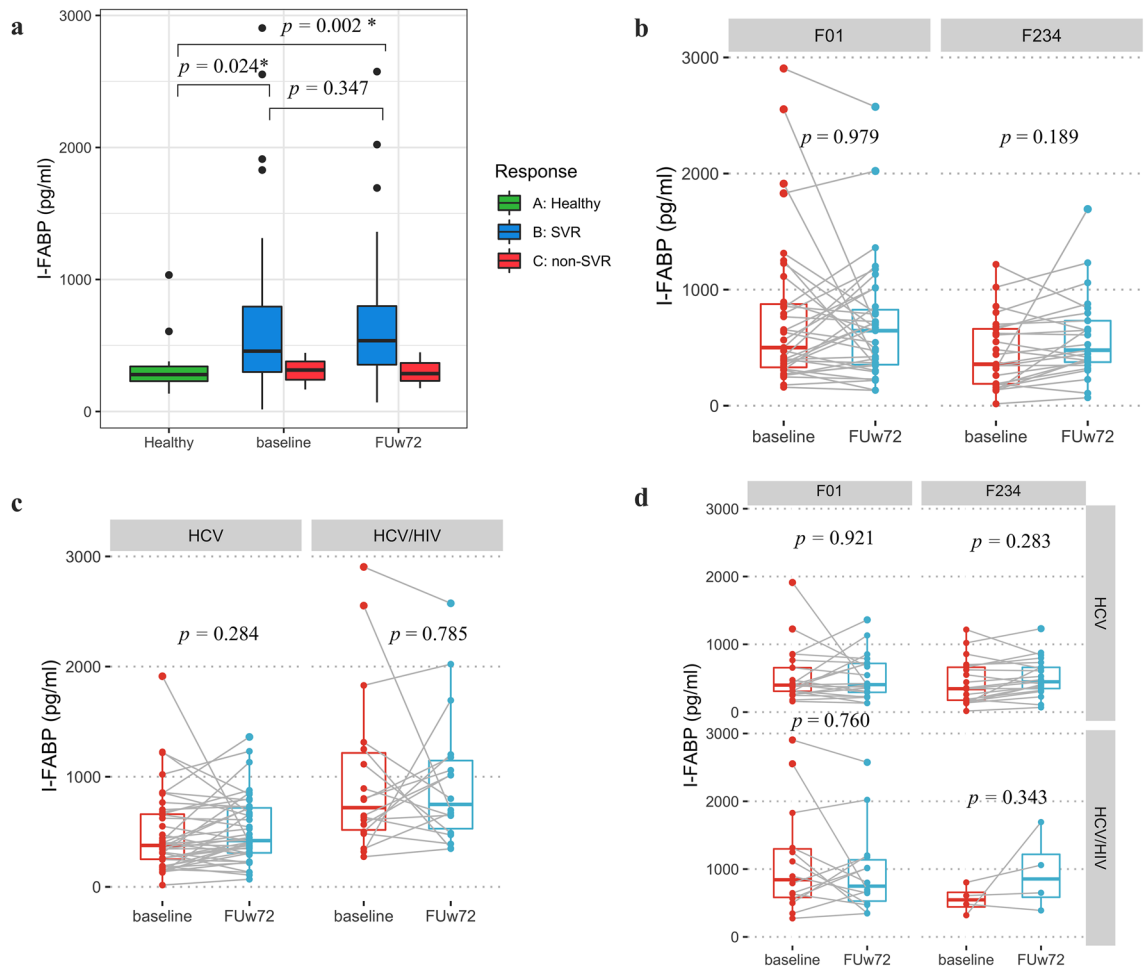 a
3000
2000
1000
0
I-FABP (pg/ml)
p = 0.002 *
p = 0.024*
p = 0.347
Healthy
baseline
FUw72
Response
A: Healthy
B: SVR
C: non-SVR
b
F01
F234
3000
2000
1000
0
I-FABP (pg/ml)
p = 0.979
p = 0.189
baseline
FUw72
baseline
FUw72
c
HCV
HCV/HIV
3000
2000
1000
0
I-FABP (pg/ml)
p = 0.284
p = 0.785
baseline
FUw72
baseline
FUw72
d
F01
F234
3000
2000
1000
0
p = 0.921
p = 0.283
HCV
I-FABP (pg/ml)
3000
2000
1000
0
p = 0.760
p = 0.343
HCV/HIV
baseline
FUw72
baseline
FUw72